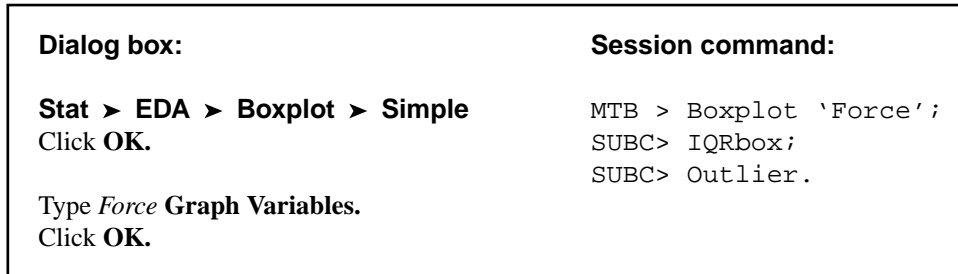 Dialog box:
Stat ➤ EDA ➤ Boxplot ➤ Simple
Click OK.
Type Force Graph Variables.
Click OK.
Session command:
MTB > Boxplot ‘Force’;
SUBC> IQRbox;
SUBC> Outlier.